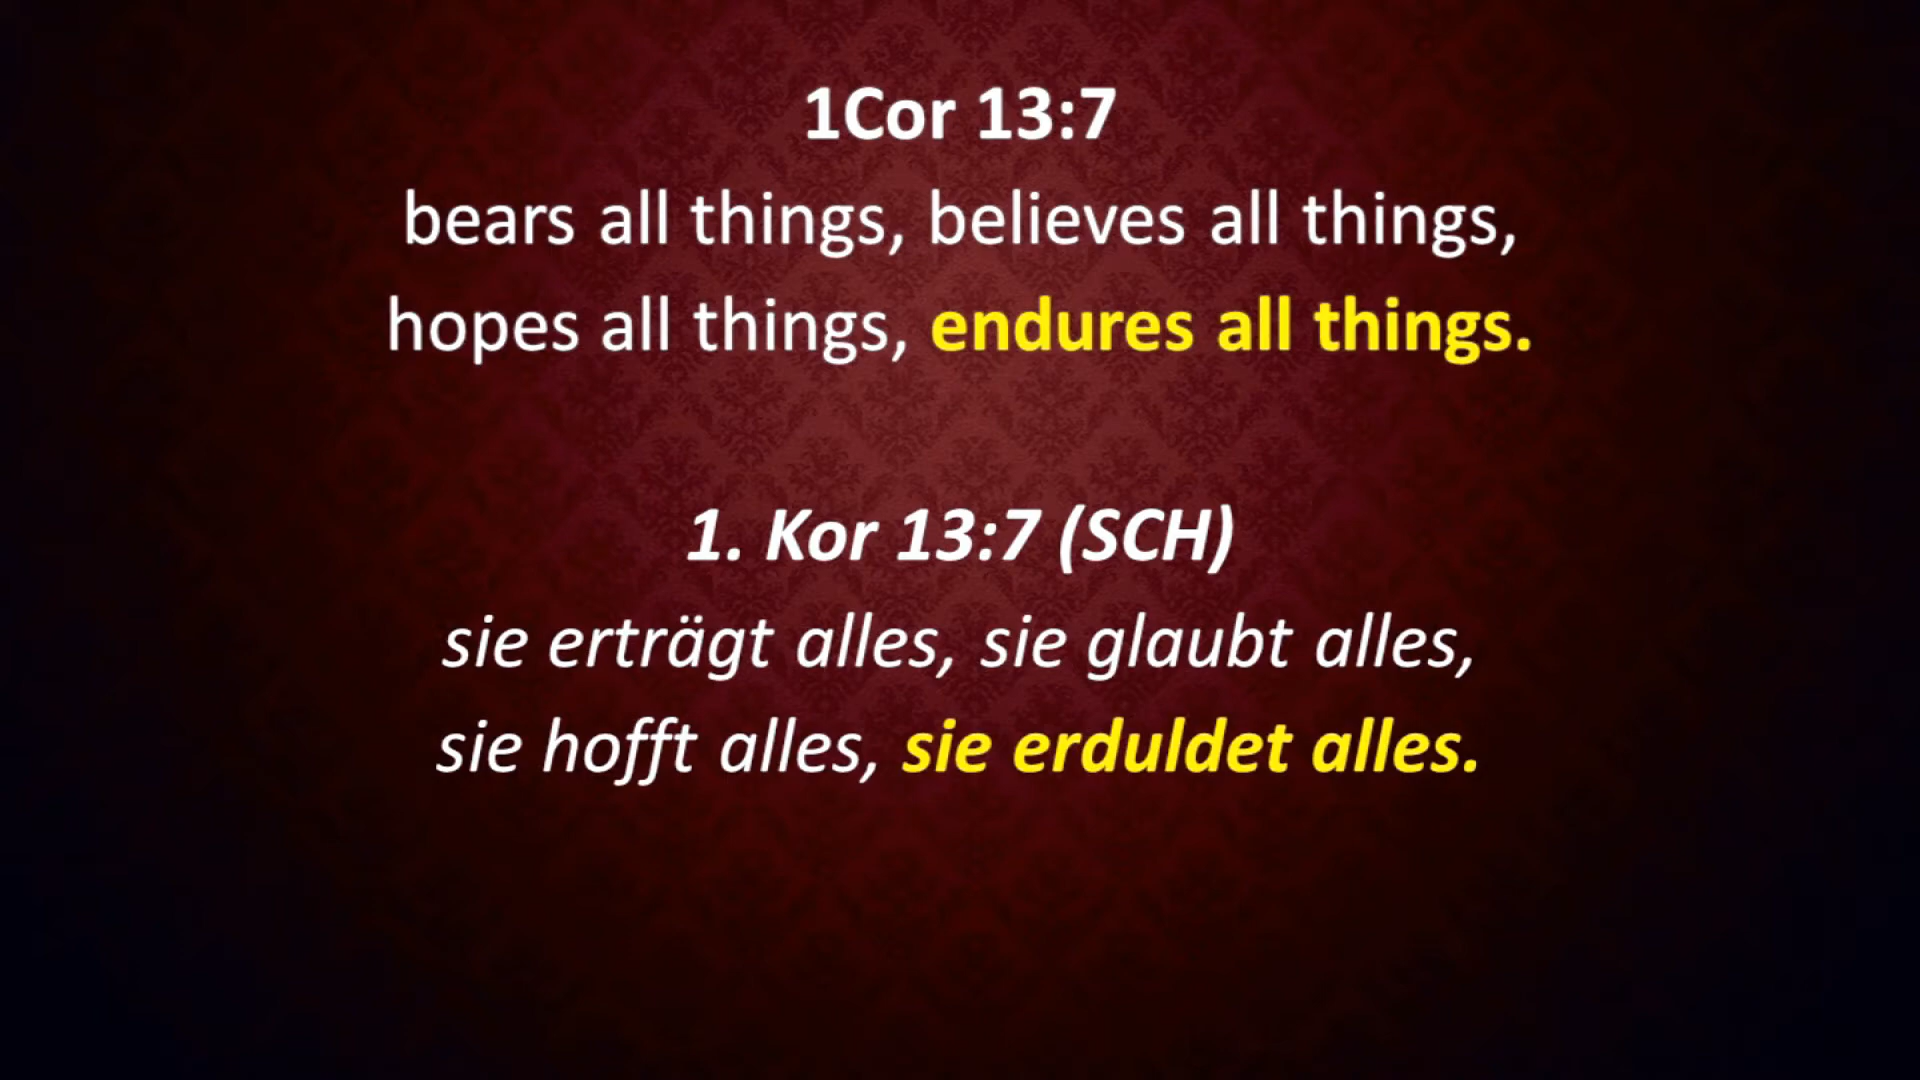 1Cor 13:7
bears all things, believes all things,
hopes all things, endures all things.
1. Kor 13:7 (SCH)
sie erträgt alles, sie glaubt alles,
sie hofft alles, sie erduldet alles.